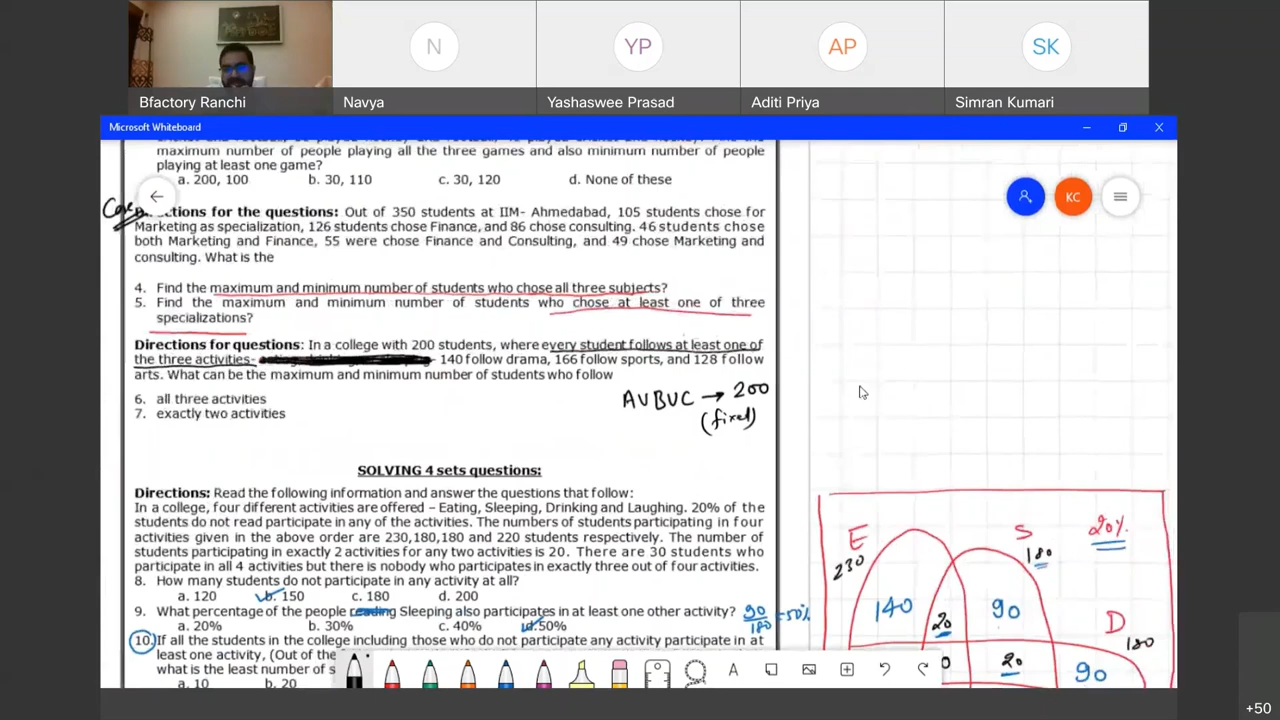 N
YP
AP
SK
Bfactory Ranchi
Navya
Yashaswee Prasad
Aditi Priya
Simran Kumari
Microsoft Whiteboard
maximum number of people playing all the three games and also minimum number of people
playing at least one game?
a. 200, 100 b. 30, 110 c. 30, 120 d. None of these
KC
for the questions: Out of 350 students at IIM- Ahmedabad, 105 students chose for
Marketing as specialization, 126 students chose Finance, and 86 chose consulting. 46 students chose
both Marketing and Finance, 55 were chose Finance and Consulting, and 49 chose Marketing and
consulting. What is the
4. Find the maximum and minimum number of students who chose all three subjects?
5. Find the maximum and minimum number of students who chose at least one of three
specializations?
Directions for questions: In a college with 200 students, where every student follows at least one of
the three activities- 140 follow drama, 166 follow sports, and 128 follow
arts. What can be the maximum and minimum number of students who follow
6. all three activities
7. exactly two activities
AUBUC → 200
(fixed)
SOLVING 4 sets questions:
Directions: Read the following information and answer the questions that follow:
In a college, four different activities are offered – Eating, Sleeping, Drinking and Laughing. 20% of the
students do not read participate in any of the activities. The numbers of students participating in four
activities given in the above order are 230,180,180 and 220 students respectively. The number of
students participating in exactly 2 activities for any two activities is 20. There are 30 students who
participate in all 4 activities but there is nobody who participates in exactly three out of four activities.
8. How many students do not participate in any activity at all?
a. 120 b. 150 c. 180 d. 200
9. What percentage of the people reading Sleeping also participates in at least one other activity?
a. 20% b. 30% c. 40% d. 50%
90/180 = 50%
10. If all the students in the college including those who do not participate any activity participate in at
least one activity, (Out of the
what is the least number of s
a. 10 b. 20
E
S
20%
230
180
140
20
90
D
180
20
90
A
+50